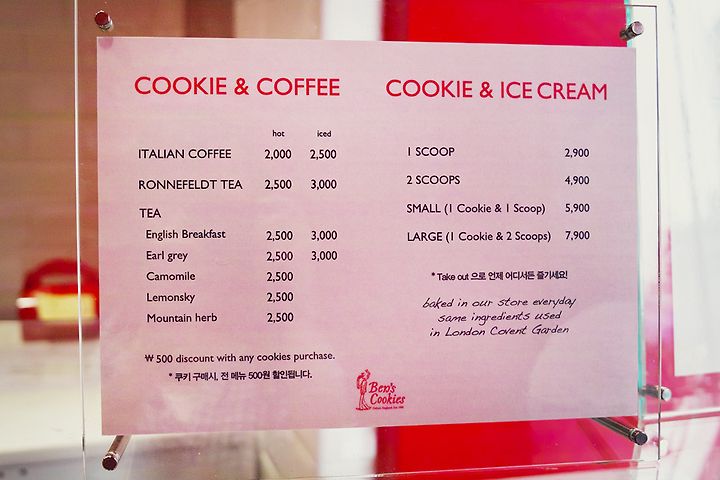 COOKIE & COFFEE
hot iced
ITALIAN COFFEE 2,000 2,500
RONNEFELDT TEA 2,500 3,000
TEA
English Breakfast 2,500 3,000
Earl grey 2,500 3,000
Camomile 2,500
Lemonsky 2,500
Mountain herb 2,500
₩ 500 discount with any cookies purchase.
* 쿠키 구매시, 전 메뉴 500원 할인됩니다.
COOKIE & ICE CREAM
1 SCOOP 2,900
2 SCOOPS 4,900
SMALL (1 Cookie & 1 Scoop) 5,900
LARGE (1 Cookie & 2 Scoops) 7,900
* Take out 으로 언제 어디서든 즐기세요!
baked in our store everyday
same ingredients used
in London Covent Garden
Ben's
Cookies